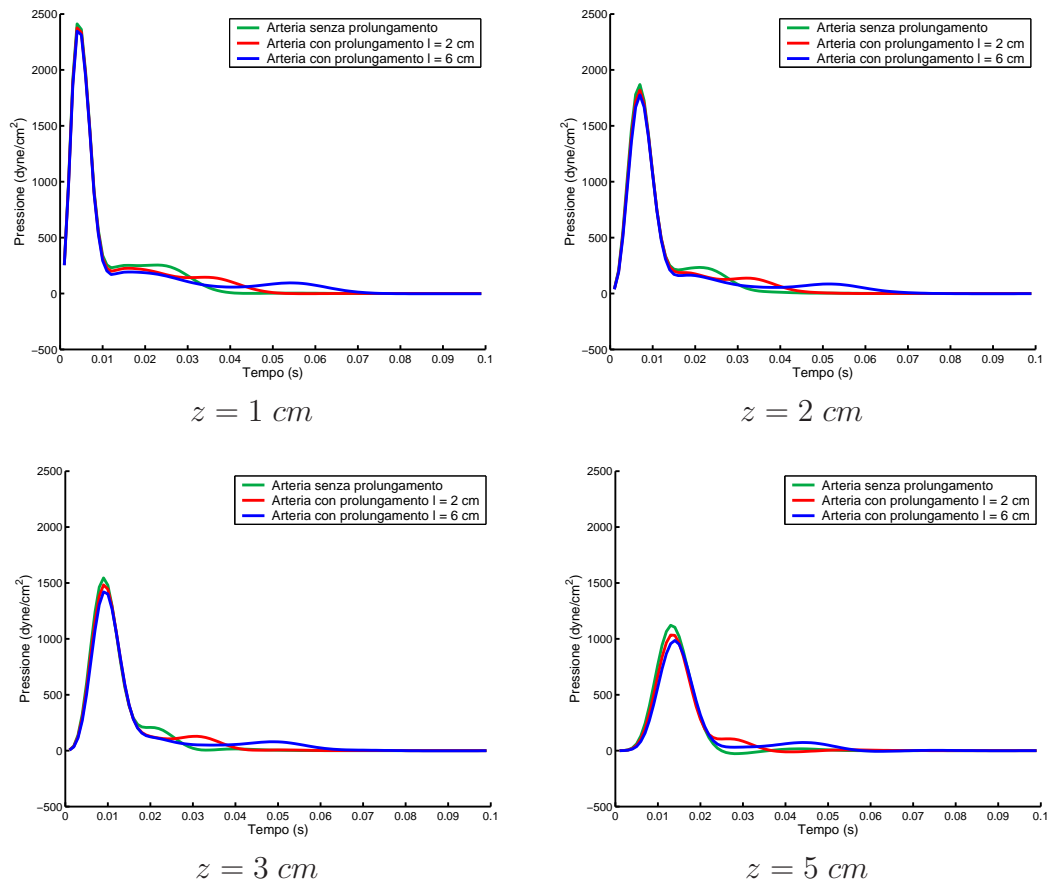 2500
2000
1500
1000
500
0
−500
Pressione (dyne/cm²)
0 0.01 0.02 0.03 0.04 0.05 0.06 0.07 0.08 0.09 0.1
Tempo (s)
Arteria senza prolungamento
Arteria con prolungamento l = 2 cm
Arteria con prolungamento l = 6 cm
z = 1 cm
2500
2000
1500
1000
500
0
−500
Pressione (dyne/cm²)
0 0.01 0.02 0.03 0.04 0.05 0.06 0.07 0.08 0.09 0.1
Tempo (s)
Arteria senza prolungamento
Arteria con prolungamento l = 2 cm
Arteria con prolungamento l = 6 cm
z = 2 cm
2500
2000
1500
1000
500
0
−500
Pressione (dyne/cm²)
0 0.01 0.02 0.03 0.04 0.05 0.06 0.07 0.08 0.09 0.1
Tempo (s)
Arteria senza prolungamento
Arteria con prolungamento l = 2 cm
Arteria con prolungamento l = 6 cm
z = 3 cm
2500
2000
1500
1000
500
0
−500
Pressione (dyne/cm²)
0 0.01 0.02 0.03 0.04 0.05 0.06 0.07 0.08 0.09 0.1
Tempo (s)
Arteria senza prolungamento
Arteria con prolungamento l = 2 cm
Arteria con prolungamento l = 6 cm
z = 5 cm